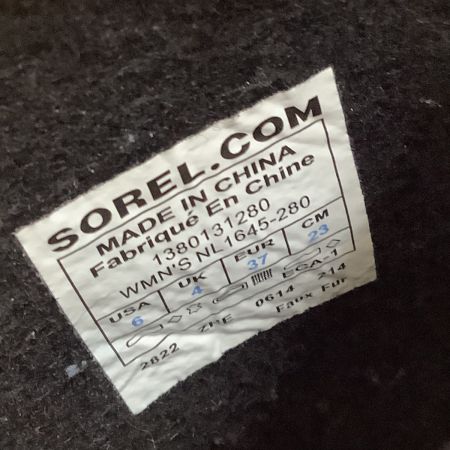 SOREL.COM
MADE IN CHINA
Fabriqué En Chine
1380131280
WMN'S NL1645-280
USA UK EUR CM
6 4 37 23
ECA-1
2822 ZPE 0614 214
Faux Fur